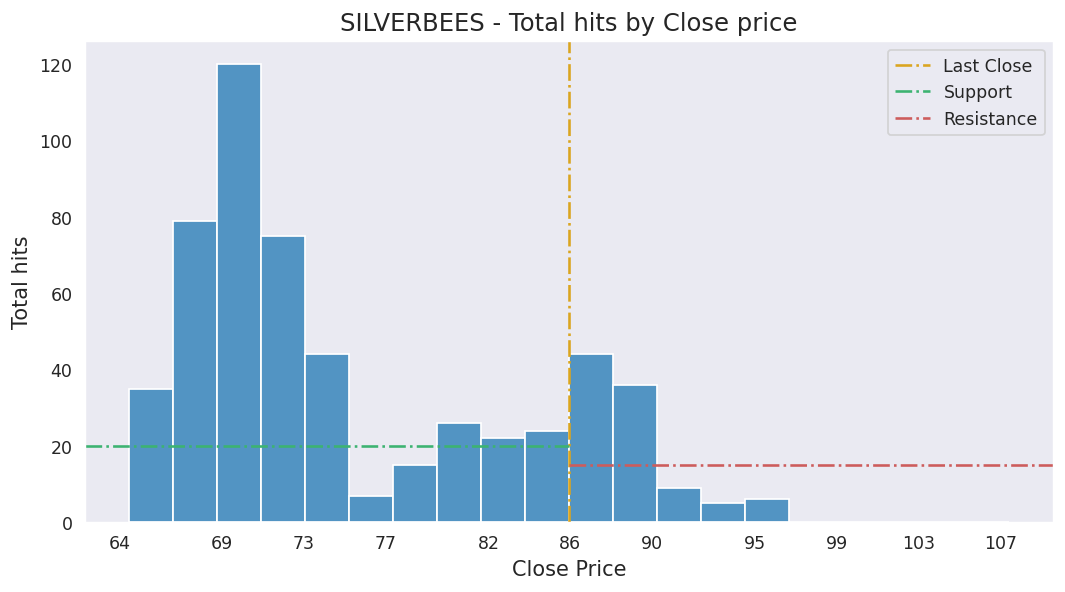 SILVERBEES - Total hits by Close price
Last Close
Support
Resistance
Total hits
120
100
80
60
40
20
0
64 69 73 77 82 86 90 95 99 103 107
Close Price